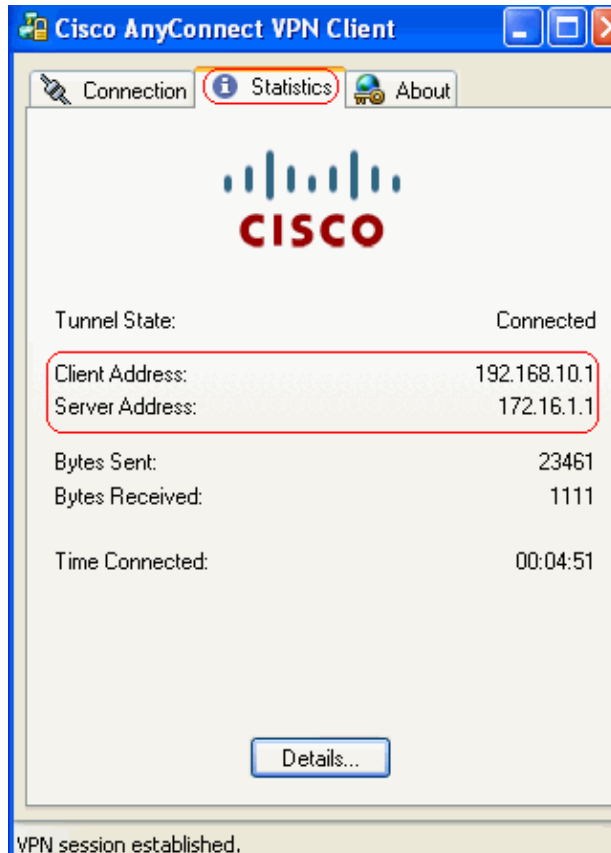 Cisco AnyConnect VPN Client
Connection Statistics About
CISCO
Tunnel State: Connected
Client Address: 192.168.10.1
Server Address: 172.16.1.1
Bytes Sent: 23461
Bytes Received: 1111
Time Connected: 00:04:51
Details...
VPN session established.